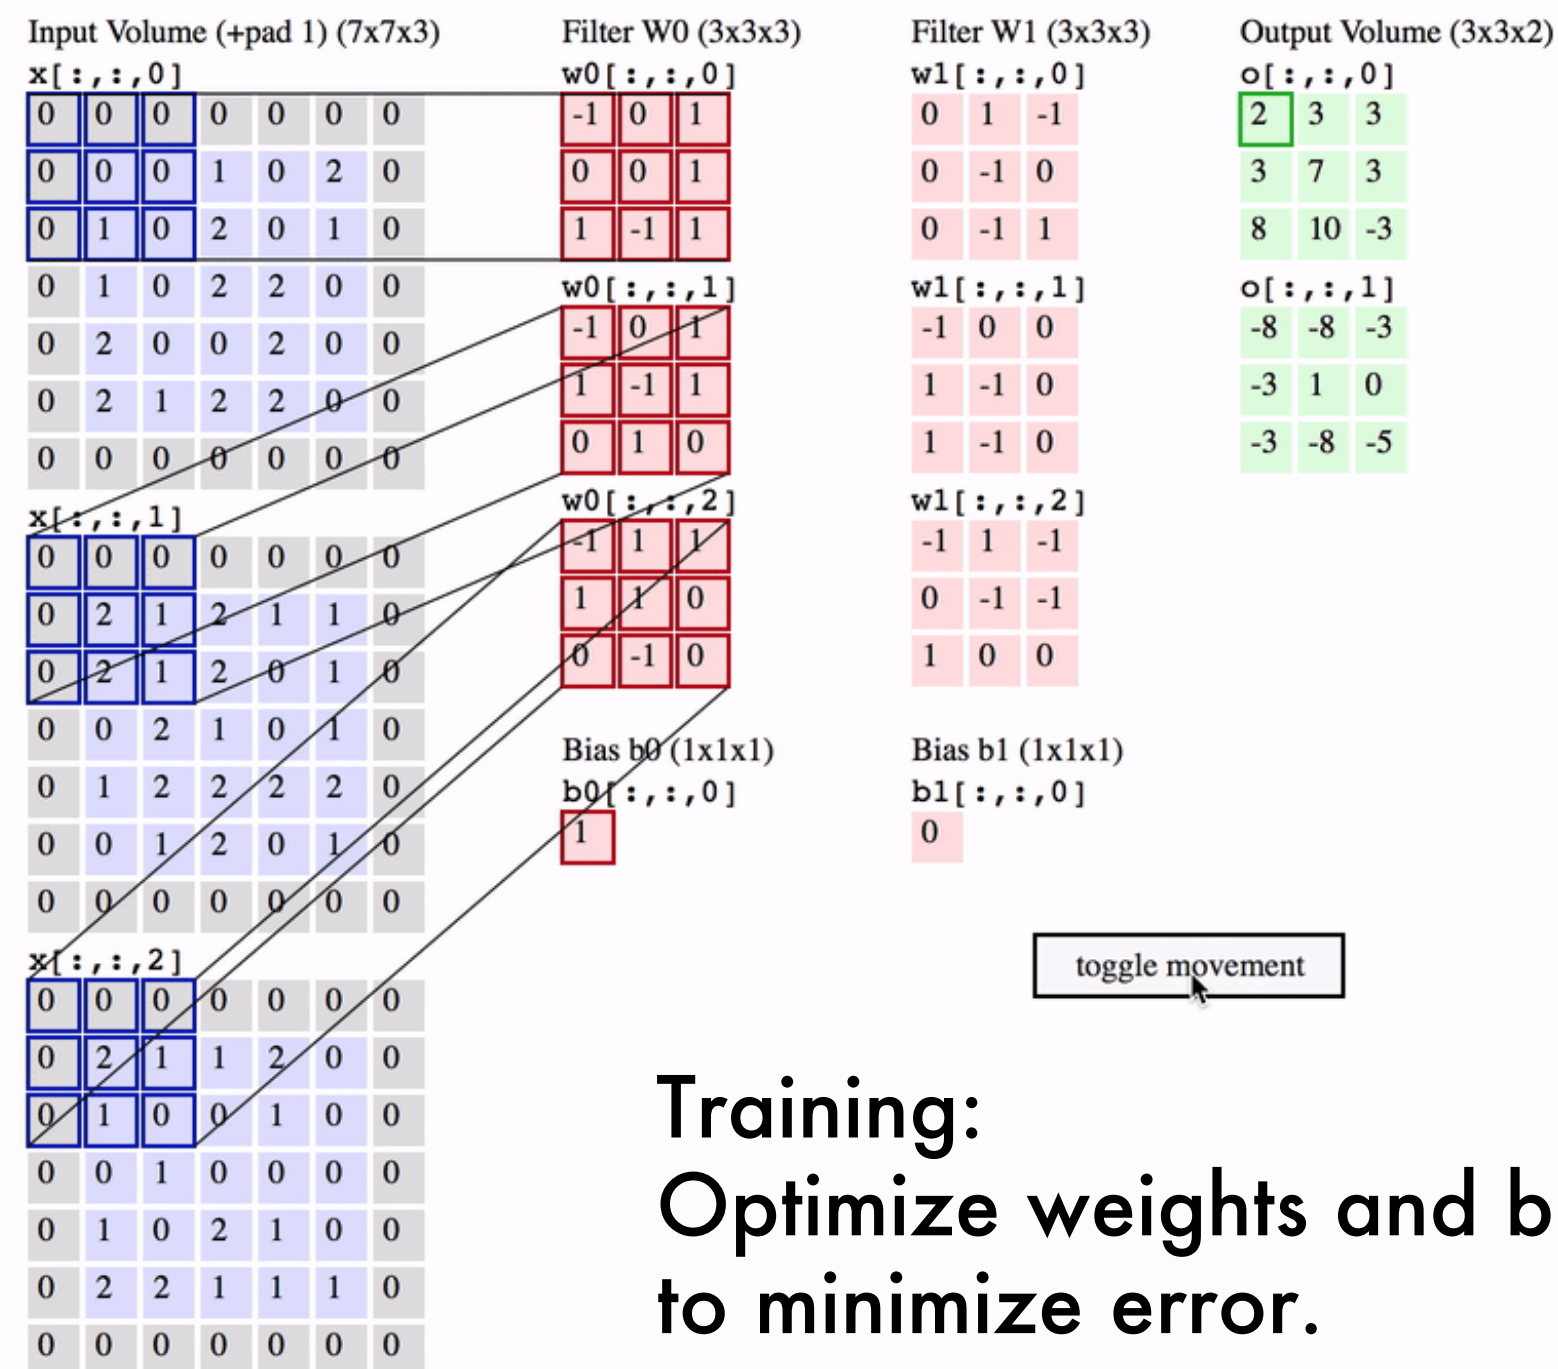 Input Volume (+pad 1) (7x7x3)
x[:,:,0]
0 0 0 0 0 0 0
0 0 0 1 0 2 0
0 1 0 2 0 1 0
0 1 0 2 2 0 0
0 2 0 0 2 0 0
0 2 1 2 2 0 0
0 0 0 0 0 0 0
x[:,:,1]
0 0 0 0 0 0 0
0 2 1 2 1 1 0
0 2 1 2 0 1 0
0 0 2 1 0 1 0
0 1 2 2 2 2 0
0 0 1 2 0 1 0
0 0 0 0 0 0 0
x[:,:,2]
0 0 0 0 0 0 0
0 2 1 1 2 0 0
0 1 0 0 1 0 0
0 0 1 0 0 0 0
0 1 0 2 1 0 0
0 2 2 1 1 1 0
0 0 0 0 0 0 0
Filter W0 (3x3x3)
w0[:,:,0]
-1 0 1
0 0 1
1 -1 1
w0[:,:,1]
-1 0 1
1 -1 1
0 1 0
w0[:,:,2]
-1 1 1
1 1 0
0 -1 0
Bias b0 (1x1x1)
b0[:,:,0]
1
Filter W1 (3x3x3)
w1[:,:,0]
0 1 -1
0 -1 0
0 -1 1
w1[:,:,1]
-1 0 0
1 -1 0
1 -1 0
w1[:,:,2]
-1 1 -1
0 -1 -1
1 0 0
Bias b1 (1x1x1)
b1[:,:,0]
0
Output Volume (3x3x2)
o[:,:,0]
2 3 3
3 7 3
8 10 -3
o[:,:,1]
-8 -8 -3
-3 1 0
-3 -8 -5
toggle movement
Training:
Optimize weights and b
to minimize error.